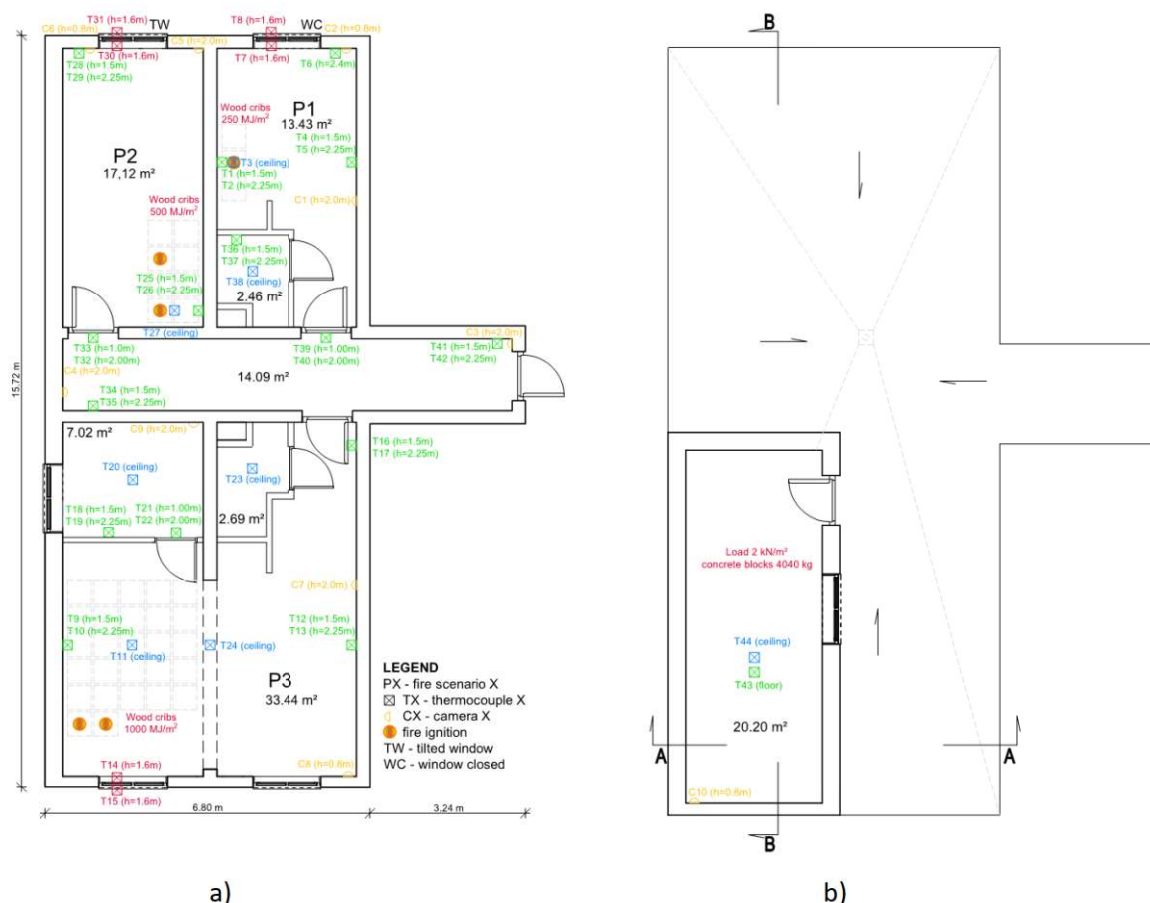 T31 (h=1.6m)
TW
C6 (h=0.8m)
C5 (h=2.0m)
T30 (h=1.6m)
T28 (h=1.5m)
T29 (h=2.25m)
T8 (h=1.6m)
WC
C2 (h=0.8m)
T7 (h=1.6m)
T6 (h=2.4m)
Wood cribs
250 MJ/m²
P1
13.43 m²
T4 (h=1.5m)
T5 (h=2.25m)
T3 (ceiling)
T1 (h=1.5m)
T2 (h=2.25m)
C1 (h=2.0m)
P2
17,12 m²
Wood cribs
500 MJ/m²
T25 (h=1.5m)
T26 (h=2.25m)
T27 (ceiling)
T36 (h=1.5m)
T37 (h=2.25m)
T38 (ceiling)
2.46 m²
T33 (h=1.0m)
T32 (h=2.00m)
C4 (h=2.0m)
T34 (h=1.5m)
T35 (h=2.25m)
T39 (h=1.00m)
T40 (h=2.00m)
C3 (h=2.0m)
T41 (h=1.5m)
T42 (h=2.25m)
14.09 m²
15.72 m
7.02 m²
C9 (h=2.0m)
T20 (ceiling)
T18 (h=1.5m)
T19 (h=2.25m)
T21 (h=1.00m)
T22 (h=2.00m)
T23 (ceiling)
2.69 m²
T16 (h=1.5m)
T17 (h=2.25m)
C7 (h=2.0m)
T9 (h=1.5m)
T10 (h=2.25m)
T11 (ceiling)
T24 (ceiling)
T12 (h=1.5m)
T13 (h=2.25m)
P3
33.44 m²
Wood cribs
1000 MJ/m²
T14 (h=1.6m)
T15 (h=1.6m)
C8 (h=0.8m)
LEGEND
PX - fire scenario X
TX - thermocouple X
CX - camera X
fire ignition
TW - tilted window
WC - window closed
6.80 m
3.24 m
a)
B
Load 2 kN/m²
concrete blocks 4040 kg
T44 (ceiling)
T43 (floor)
20.20 m²
A
A
C10 (h=0.6m)
B
b)